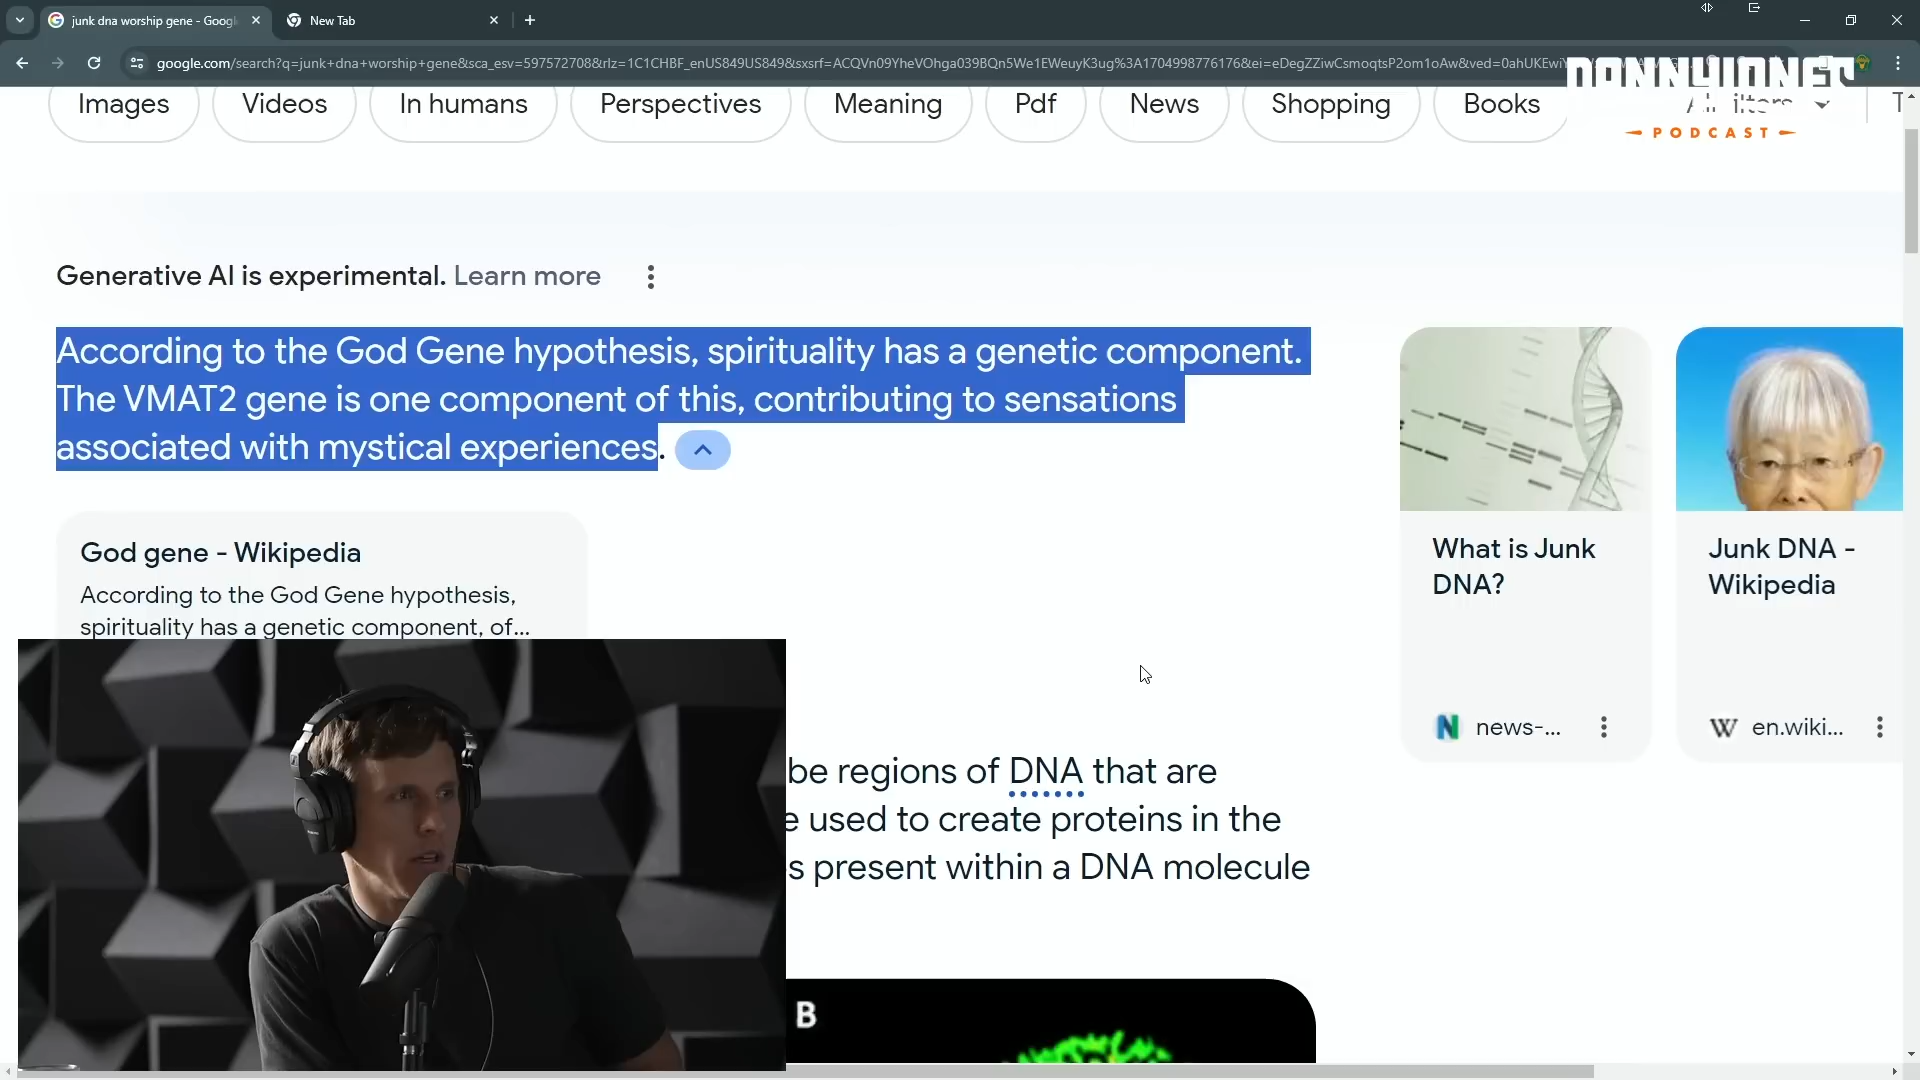 junk dna worship gene - Googl
New Tab
google.com/search?q=junk+dna+worship+gene&sca_esv=597572708&rlz=1C1CHBF_enUS849US849&sxsrf=ACQVn09YheVOhga039BQn5We1EWeuyK3ug%3A1704998776176&ei=eDegZZiwCsmoqtsP2om1oAw&ved=0ahUKEwi
DANNY JONES
PODCAST
Images
Videos
In humans
Perspectives
Meaning
Pdf
News
Shopping
Books
All filters
T
Generative AI is experimental. Learn more
According to the God Gene hypothesis, spirituality has a genetic component.
The VMAT2 gene is one component of this, contributing to sensations
associated with mystical experiences.
God gene - Wikipedia
According to the God Gene hypothesis,
spirituality has a genetic component, of...
What is Junk
DNA?
news-...
Junk DNA -
Wikipedia
W en.wiki...
be regions of DNA that are
e used to create proteins in the
s present within a DNA molecule
B